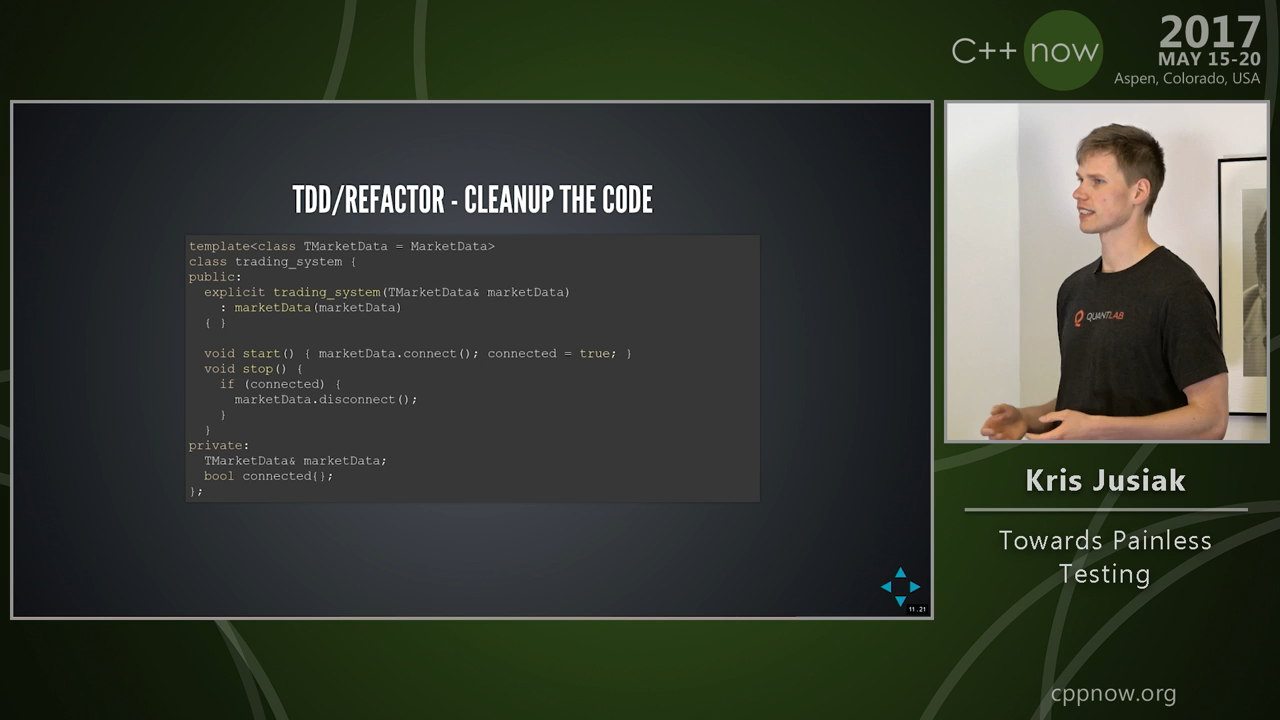 C++ now
2017
MAY 15-20
Aspen, Colorado, USA
TDD/REFACTOR - CLEANUP THE CODE
template<class TMarketData = MarketData>
class trading_system {
public:
  explicit trading_system(TMarketData& marketData)
    : marketData(marketData)
  { }
  void start() { marketData.connect(); connected = true; }
  void stop() {
    if (connected) {
      marketData.disconnect();
    }
  }
private:
  TMarketData& marketData;
  bool connected{};
};
11.21
QUANTLAB
Kris Jusiak
Towards Painless
Testing
cppnow.org